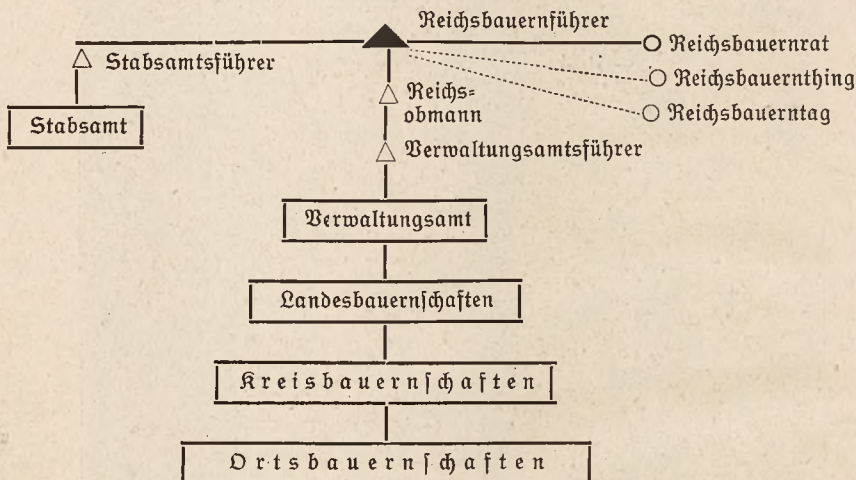 Reichsbauernführer
Reichsbauernrat
Stabsamtsführer
Reichsbauernthing
Reichs=
obmann
Reichsbauerntag
Stabsamt
Verwaltungsamtsführer
Verwaltungsamt
Landesbauernschaften
Kreisbauernschaften
Ortsbauernschaften